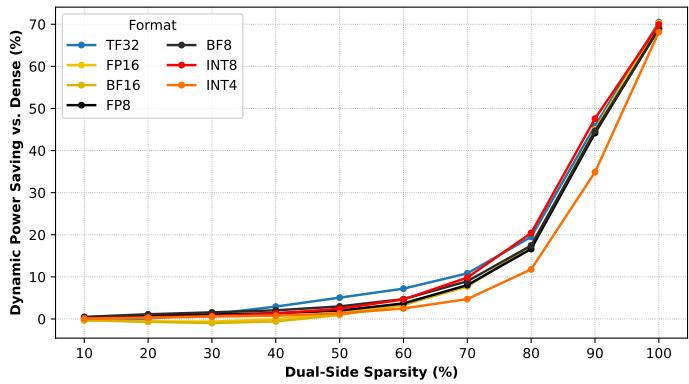 Format
TF32
FP16
BF16
FP8
BF8
INT8
INT4
Dynamic Power Saving vs. Dense (%)
70
60
50
40
30
20
10
0
10 20 30 40 50 60 70 80 90 100
Dual-Side Sparsity (%)